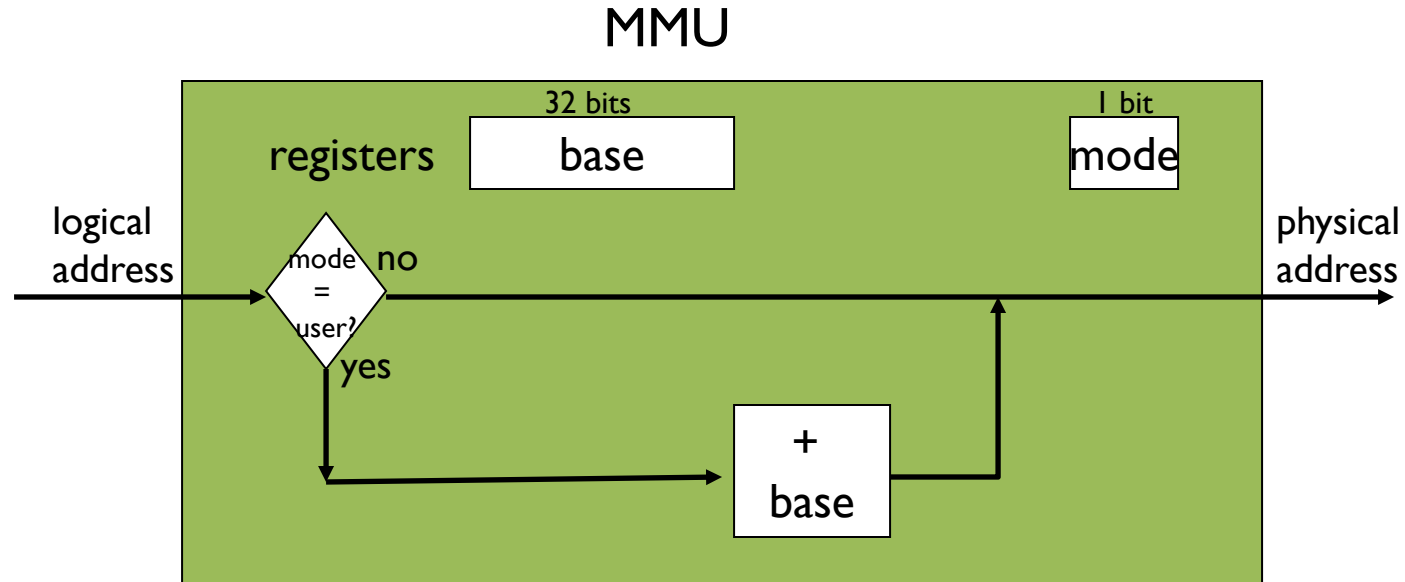 MMU
32 bits
1 bit
registers
base
mode
logical
address
mode
=
user?
no
yes
physical
address
+
base